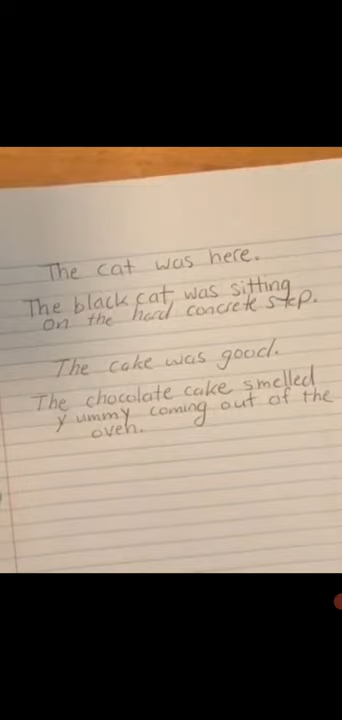 The cat was here.
The black cat was sitting
on the hard concrete step.
The cake was good.
The chocolate cake smelled
yummy coming out of the
oven.